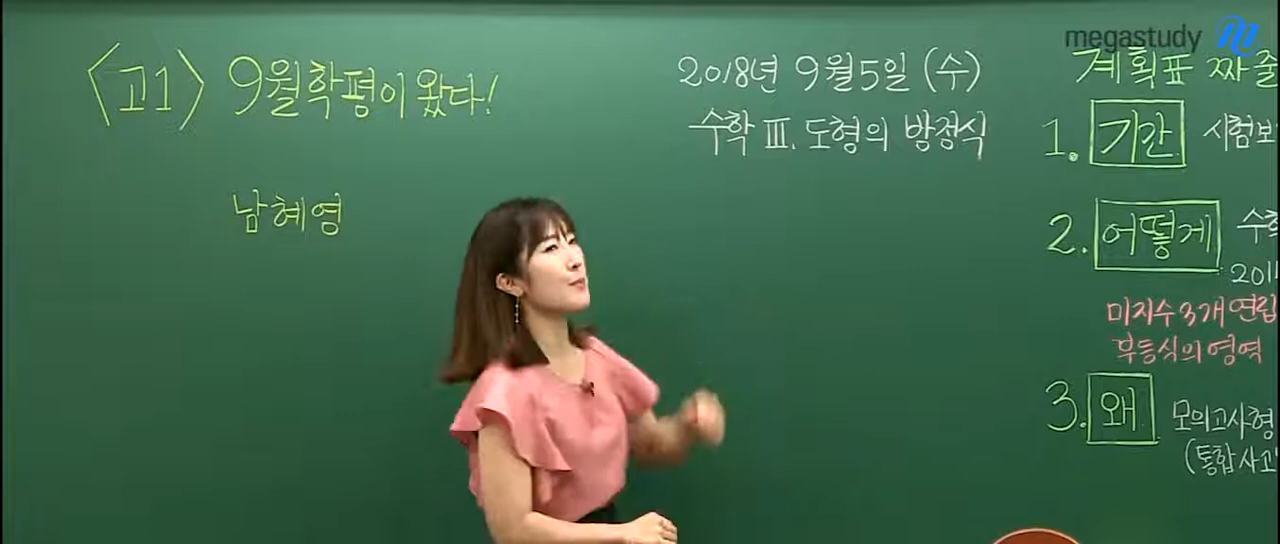 megastudy
<고1> 9월학평이 왔다!
남혜영
2018년 9월5일 (수)
수학 Ⅲ. 도형의 방정식
계획표 짜줄
1. 기간 시험보
2. 어떻게 수학
2011
미지수 3개 연립
부등식의 영역
3. 왜 모의고사형
(통합사고